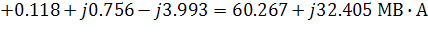 +0.118 + j0.756 − j3.993 = 60.267 + j32.405 MB · A